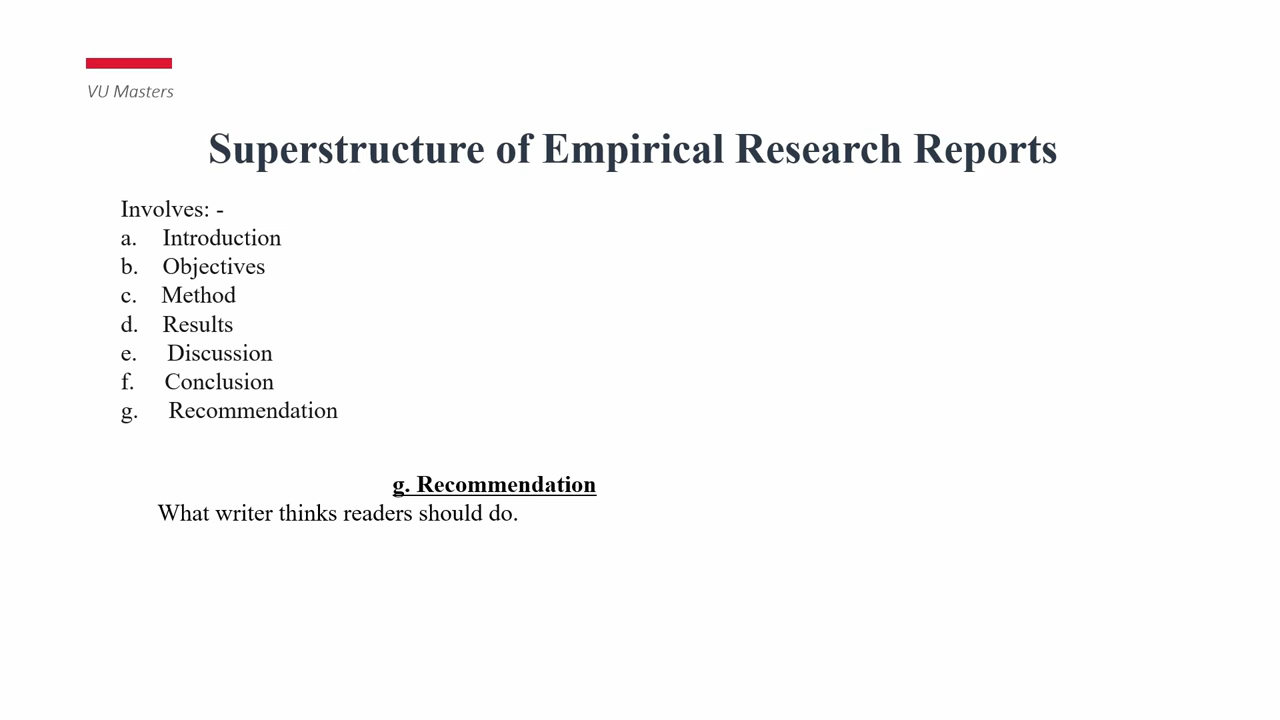 VU Masters
Superstructure of Empirical Research Reports
Involves: -
a. Introduction
b. Objectives
c. Method
d. Results
e. Discussion
f. Conclusion
g. Recommendation
g. Recommendation
What writer thinks readers should do.